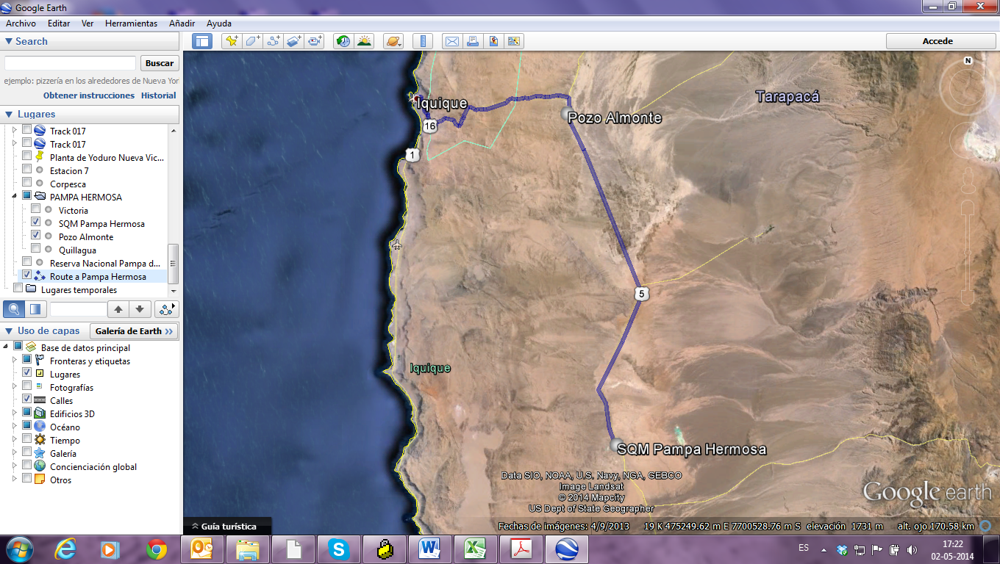 Google Earth
Archivo Editar Ver Herramientas Añadir Ayuda
Search
Buscar
ejemplo: pizzería en los alrededores de Nueva Yor
Obtener instrucciones Historial
Lugares
Track 017
Track 017
Planta de Yoduro Nueva Vic...
Estacion 7
Corpesca
PAMPA HERMOSA
Victoria
SQM Pampa Hermosa
Pozo Almonte
Quillagua
Reserva Nacional Pampa d...
Route a Pampa Hermosa
Lugares temporales
Uso de capas
Galería de Earth >>
Base de datos principal
Fronteras y etiquetas
Lugares
Fotografías
Calles
Edificios 3D
Océano
Tiempo
Galería
Concienciación global
Otros
Accede
N
Tarapacá
Iquique
Pozo Almonte
16
1
5
Iquique
SQM Pampa Hermosa
Data SIO, NOAA, U.S. Navy, NGA, GEBCO
Image Landsat
© 2014 Mapcity
US Dept of State Geographer
Google earth
Guía turística
Fechas de imágenes: 4/9/2013 19 K 475249.62 m E 7700528.76 m S elevación 1731 m alt. ojo 170.58 km
ES
17:22
02-05-2014